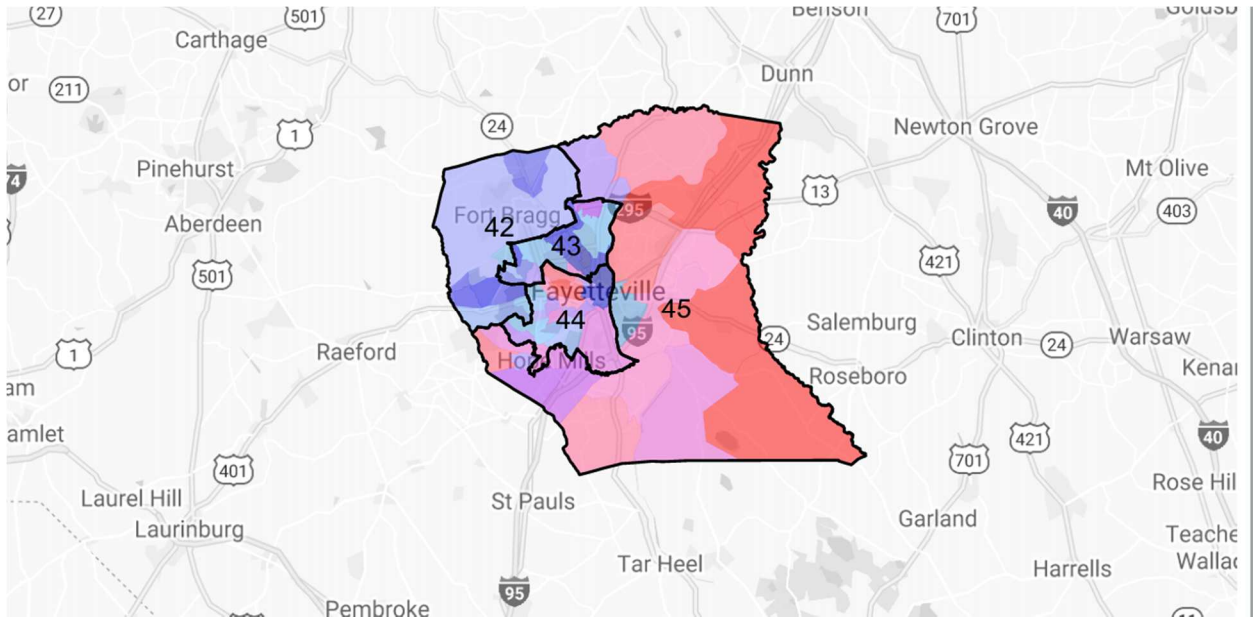 27
501
701
Benson
Goldsb
Carthage
or
211
Dunn
24
1
Newton Grove
Pinehurst
Mt Olive
4
13
Fort Bragg
295
40
403
Aberdeen
42
43
421
501
Fayetteville
45
44
95
24
Salemburg
Clinton
24
Warsaw
1
Raeford
Hope Mills
Kenan
am
Roseboro
amlet
401
421
40
701
Laurel Hill
St Pauls
Rose Hil
Laurinburg
Garland
Teache
Tar Heel
Wallac
Harrells
95
Pembroke
11